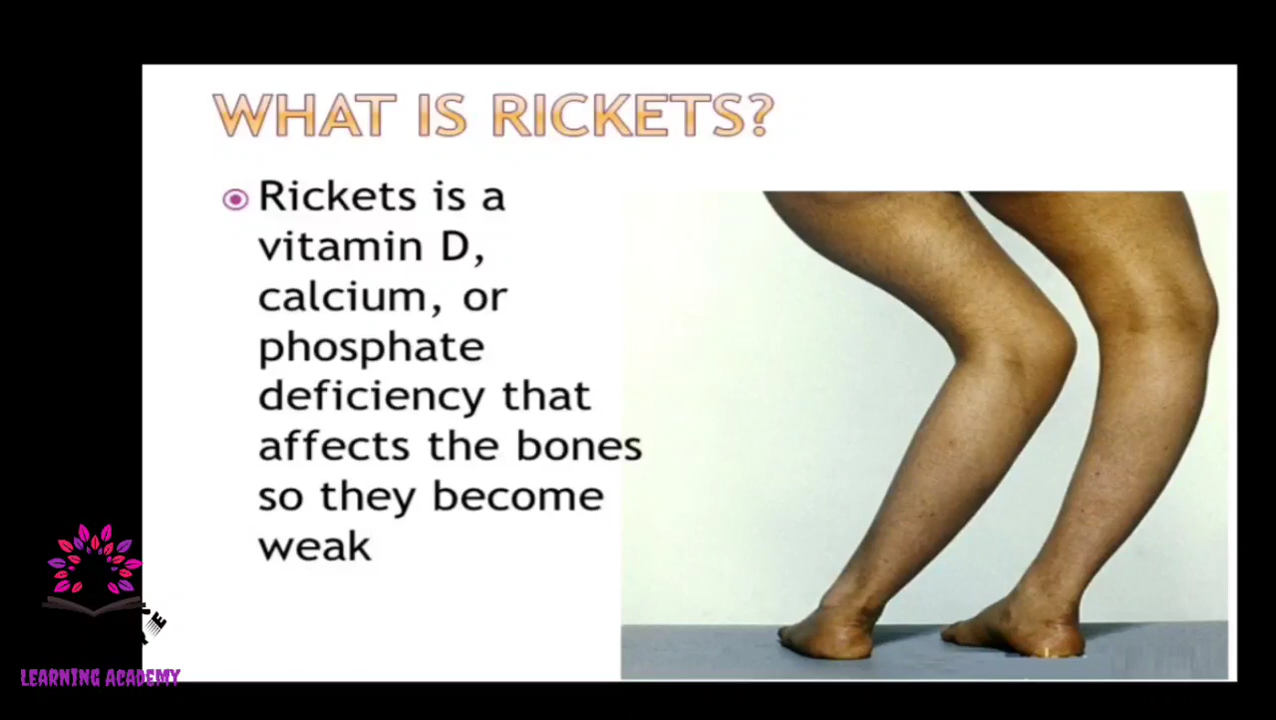 WHAT IS RICKETS?
Rickets is a
vitamin D,
calcium, or
phosphate
deficiency that
affects the bones
so they become
weak
LEARNING ACADEMY